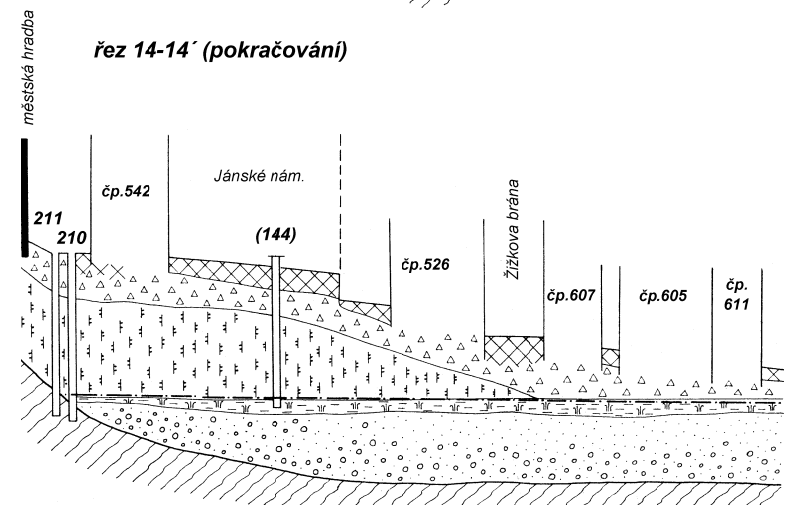 městská hradba
řez 14-14´ (pokračování)
Jánské nám.
čp.542
Žižkova brána
211
210
(144)
čp.526
čp.607
čp.605
čp.
611